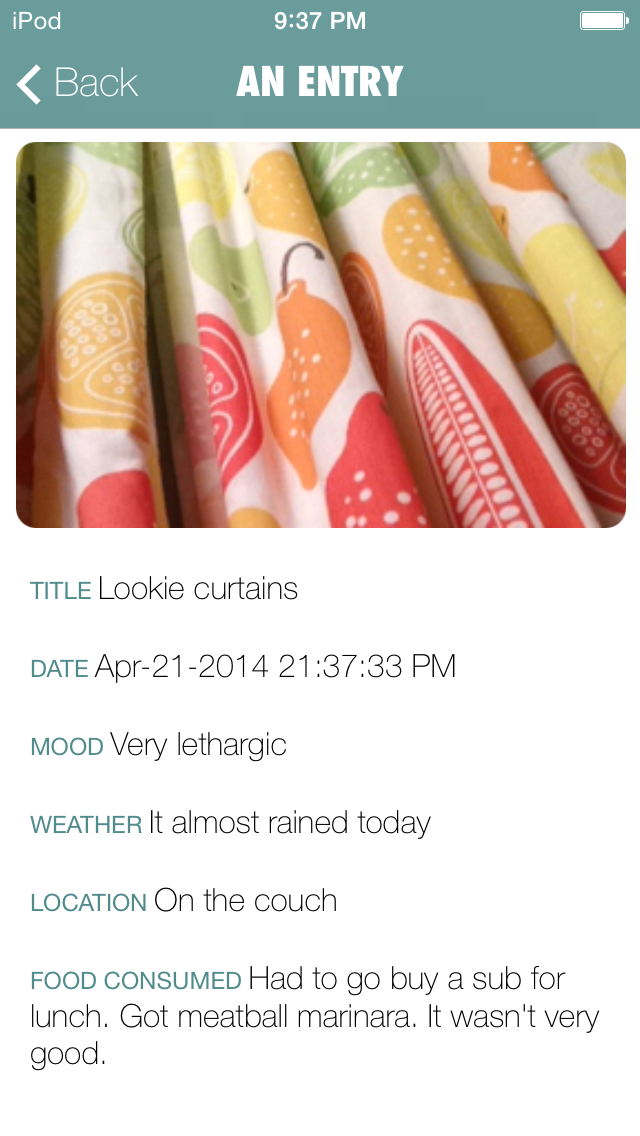 iPod 9:37 PM
Back AN ENTRY
TITLE Lookie curtains
DATE Apr-21-2014 21:37:33 PM
MOOD Very lethargic
WEATHER It almost rained today
LOCATION On the couch
FOOD CONSUMED Had to go buy a sub for
lunch. Got meatball marinara. It wasn't very
good.